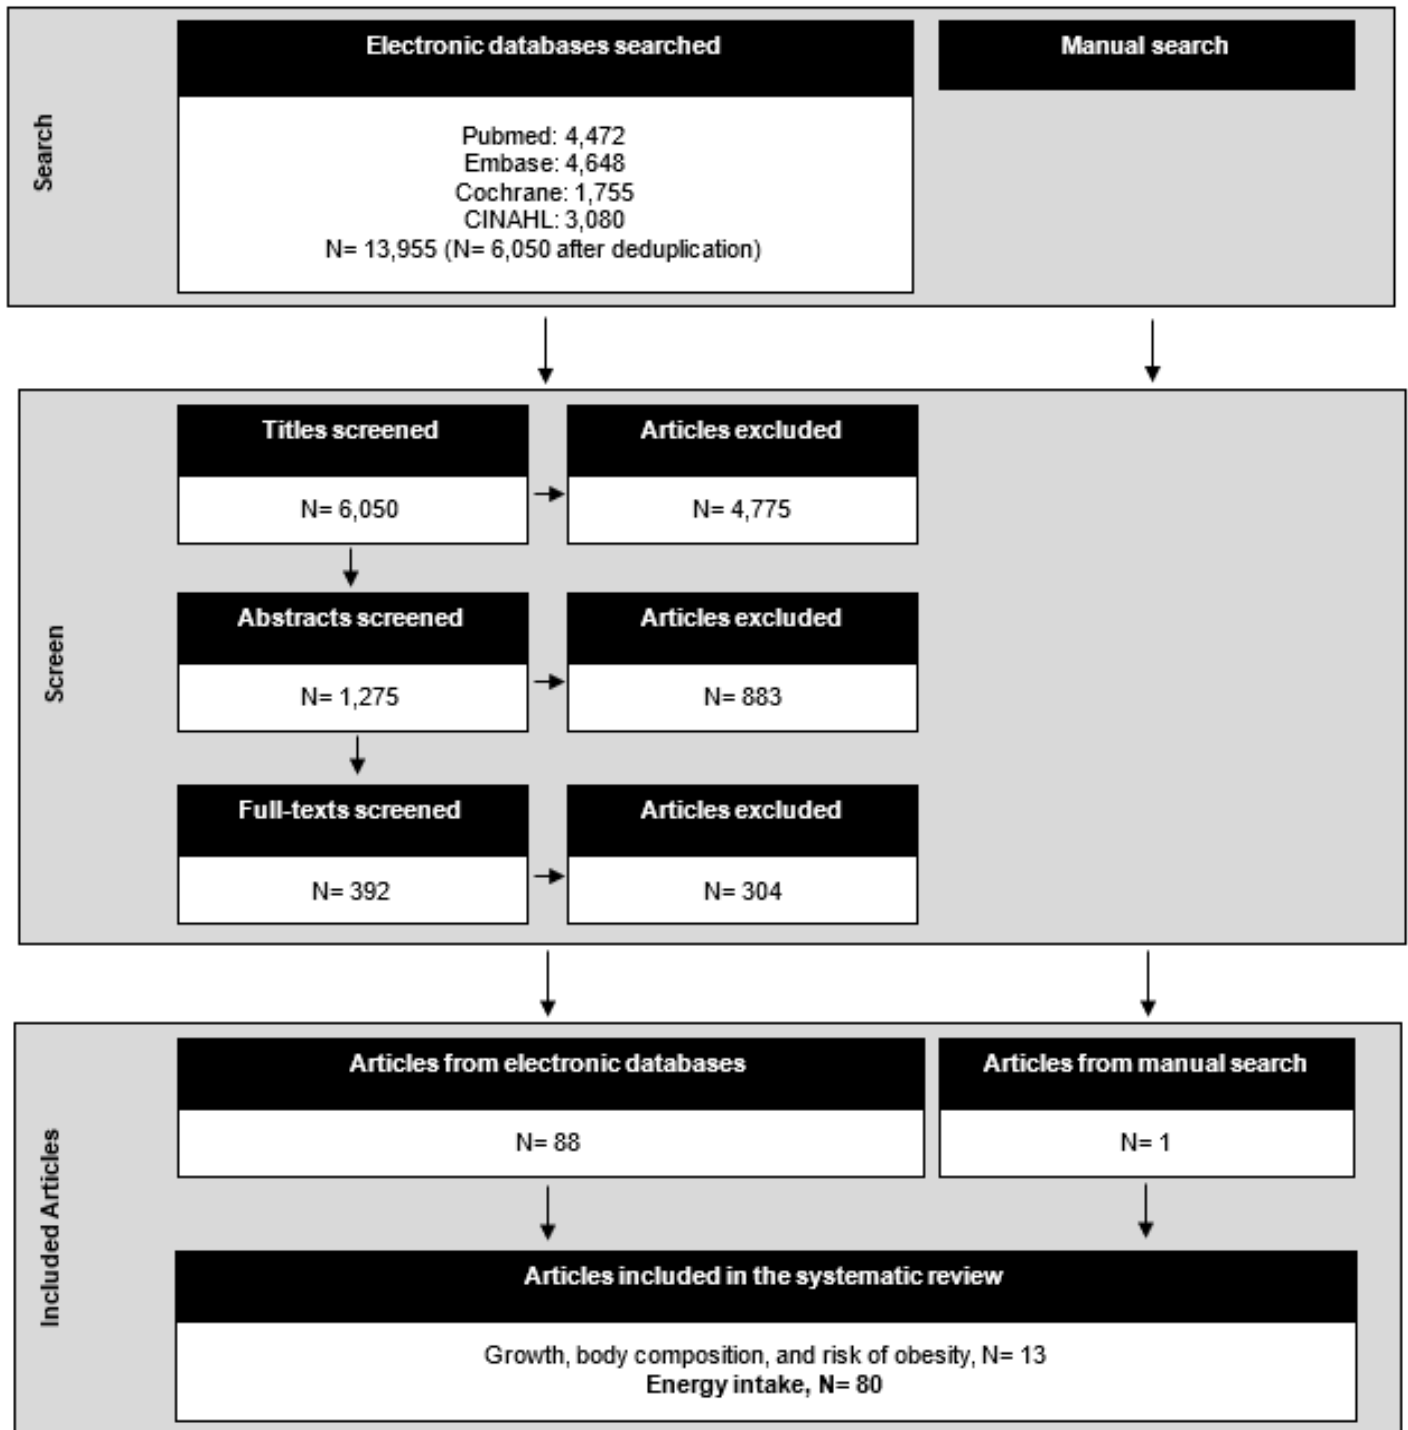 Search
Electronic databases searched
Manual search
Pubmed: 4,472
Embase: 4,648
Cochrane: 1,755
CINAHL: 3,080
N= 13,955 (N= 6,050 after deduplication)
Screen
Titles screened
Articles excluded
N= 6,050
N= 4,775
Abstracts screened
Articles excluded
N= 1,275
N= 883
Full-texts screened
Articles excluded
N= 392
N= 304
Included Articles
Articles from electronic databases
Articles from manual search
N= 88
N= 1
Articles included in the systematic review
Growth, body composition, and risk of obesity, N= 13
Energy intake, N= 80